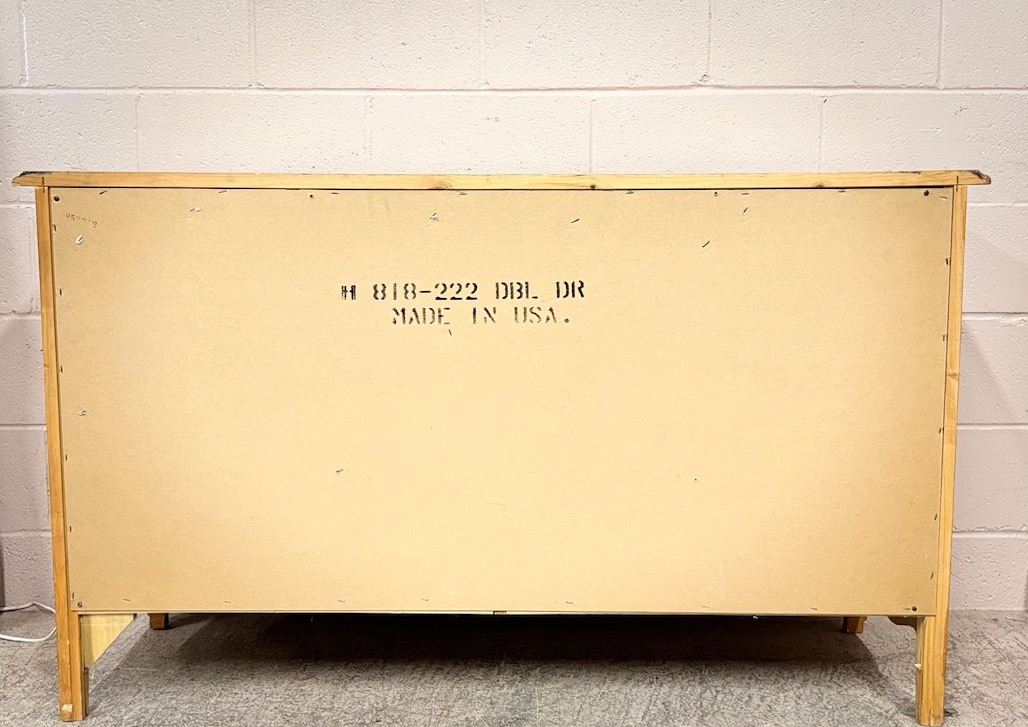 H 818-222 DBL DR
MADE IN USA.